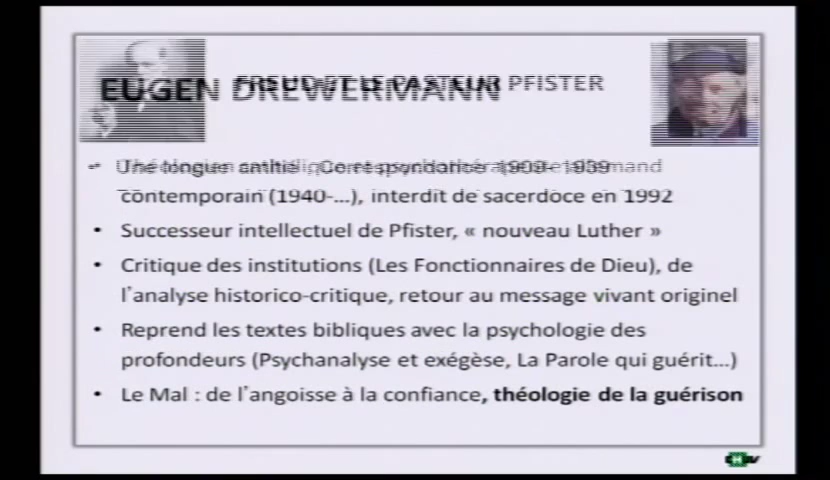 EUGEN DREWERMANN
FREUD ET LE PASTEUR PFISTER
Une longue amitié Correspondance 1909-1939
Théologien catholique et psychothérapeute allemand
contemporain (1940-...), interdit de sacerdoce en 1992
• Successeur intellectuel de Pfister, « nouveau Luther »
• Critique des institutions (Les Fonctionnaires de Dieu), de
l'analyse historico-critique, retour au message vivant originel
• Reprend les textes bibliques avec la psychologie des
profondeurs (Psychanalyse et exégèse, La Parole qui guérit...)
• Le Mal : de l'angoisse à la confiance, théologie de la guérison